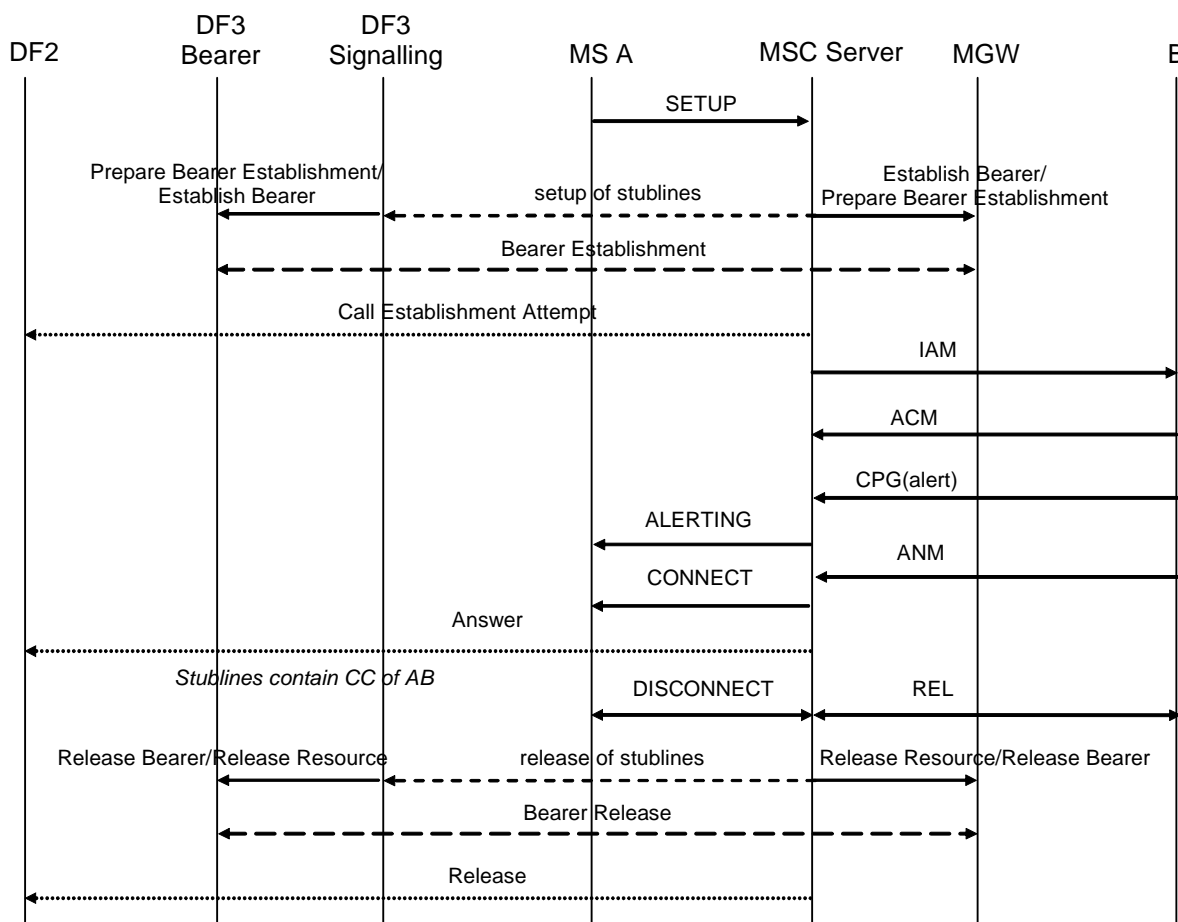 DF2
DF3
Bearer
DF3
Signalling
MS A
MSC Server
MGW
B
SETUP
Prepare Bearer Establishment/
Establish Bearer
setup of stublines
Establish Bearer/
Prepare Bearer Establishment
Bearer Establishment
Call Establishment Attempt
IAM
ACM
CPG(alert)
ALERTING
ANM
CONNECT
Answer
Stublines contain CC of AB
DISCONNECT
REL
Release Bearer/Release Resource
release of stublines
Release Resource/Release Bearer
Bearer Release
Release